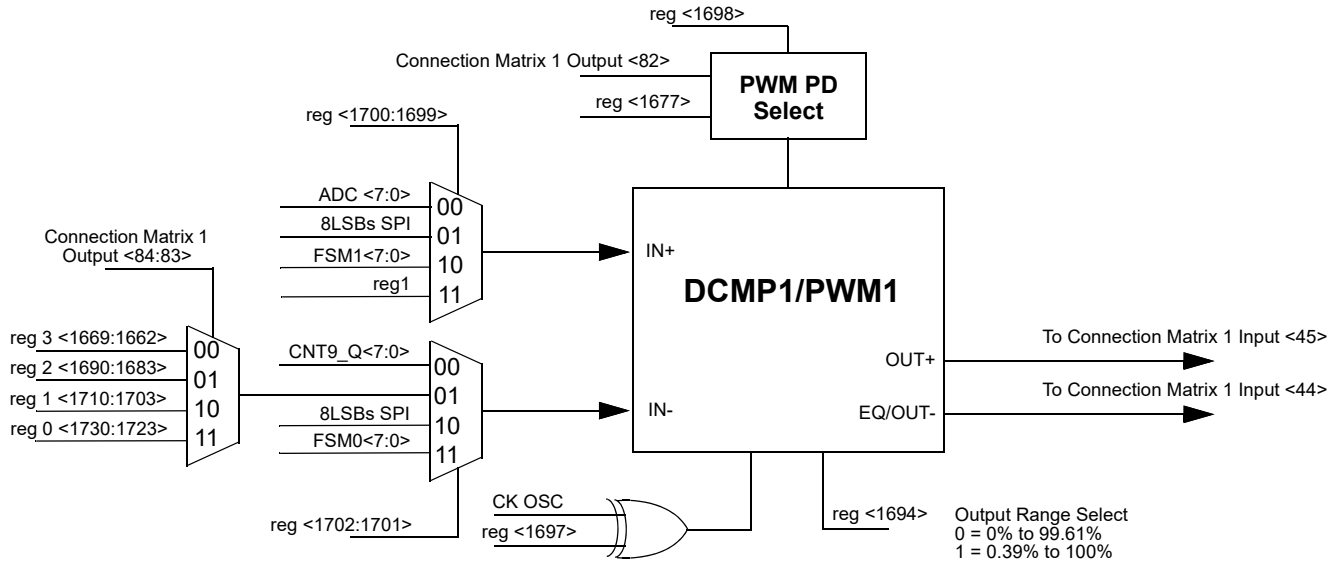 reg <1698>
Connection Matrix 1 Output <82>
reg <1677>
PWM PD
Select
reg <1700:1699>
ADC <7:0>
8LSBs SPI
FSM1<7:0>
reg1
00
01
10
11
Connection Matrix 1
Output <84:83>
reg 3 <1669:1662>
reg 2 <1690:1683>
reg 1 <1710:1703>
reg 0 <1730:1723>
00
01
10
11
CNT9_Q<7:0>
8LSBs SPI
FSM0<7:0>
00
01
10
11
reg <1702:1701>
IN+
DCMP1/PWM1
IN-
OUT+
EQ/OUT-
To Connection Matrix 1 Input <45>
To Connection Matrix 1 Input <44>
CK OSC
reg <1697>
reg <1694>
Output Range Select
0 = 0% to 99.61%
1 = 0.39% to 100%